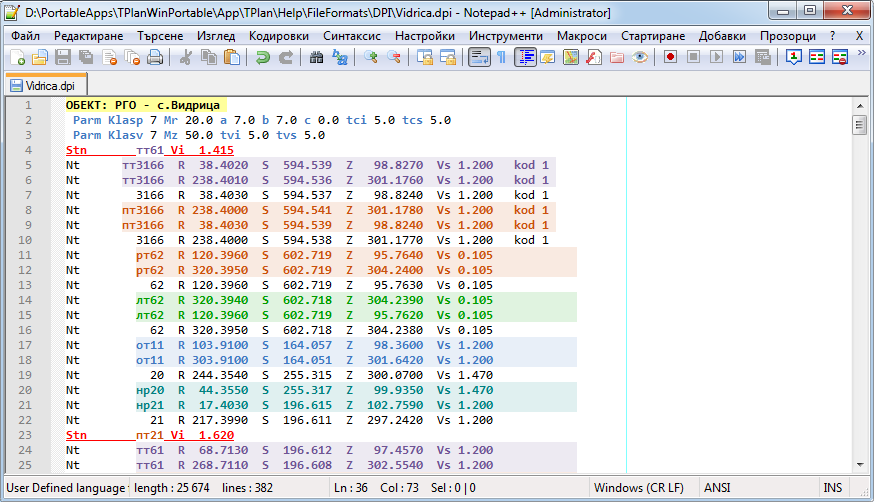 D:\PortableApps\TPlanWinPortable\App\TPlan\Help\FileFormats\DPI\Vidrica.dpi - Notepad++ [Administrator]
Файл Редактиране Търсене Изглед Кодировки Синтаксис Настройки Инструменти Макроси Стартиране Добавки Прозорци ? X
Vidrica.dpi
1 ОБЕКТ: РГО - с.Видрица
2 Parm Klasp 7 Mr 20.0 a 7.0 b 7.0 c 0.0 tci 5.0 tcs 5.0
3 Parm Klasv 7 Mz 50.0 tvi 5.0 tvs 5.0
4 Stn тт61 Vi 1.415
5 Nt тт3166 R 38.4020 S 594.539 Z 98.8270 Vs 1.200 kod 1
6 Nt тт3166 R 238.4010 S 594.536 Z 301.1760 Vs 1.200 kod 1
7 Nt 3166 R 38.4030 S 594.537 Z 98.8240 Vs 1.200 kod 1
8 Nt пт3166 R 238.4000 S 594.541 Z 301.1780 Vs 1.200 kod 1
9 Nt пт3166 R 38.4030 S 594.539 Z 98.8240 Vs 1.200 kod 1
10 Nt 3166 R 238.4000 S 594.538 Z 301.1770 Vs 1.200 kod 1
11 Nt рт62 R 120.3960 S 602.719 Z 95.7640 Vs 0.105
12 Nt рт62 R 320.3950 S 602.719 Z 304.2400 Vs 0.105
13 Nt 62 R 120.3960 S 602.719 Z 95.7630 Vs 0.105
14 Nt лт62 R 320.3940 S 602.718 Z 304.2390 Vs 0.105
15 Nt лт62 R 120.3960 S 602.719 Z 95.7620 Vs 0.105
16 Nt 62 R 320.3950 S 602.718 Z 304.2380 Vs 0.105
17 Nt от11 R 103.9100 S 164.057 Z 98.3600 Vs 1.200
18 Nt от11 R 303.9100 S 164.051 Z 301.6420 Vs 1.200
19 Nt 20 R 244.3540 S 255.315 Z 300.0700 Vs 1.470
20 Nt нр20 R 44.3550 S 255.317 Z 99.9350 Vs 1.470
21 Nt нр21 R 17.4030 S 196.615 Z 102.7590 Vs 1.200
22 Nt 21 R 217.3990 S 196.611 Z 297.2420 Vs 1.200
23 Stn пт21 Vi 1.620
24 Nt тт61 R 68.7130 S 196.612 Z 97.4570 Vs 1.200
25 Nt тт61 R 268.7110 S 196.608 Z 302.5540 Vs 1.200
User Defined language length : 25 674 lines : 382 Ln : 36 Col : 73 Sel : 0 | 0 Windows (CR LF) ANSI INS